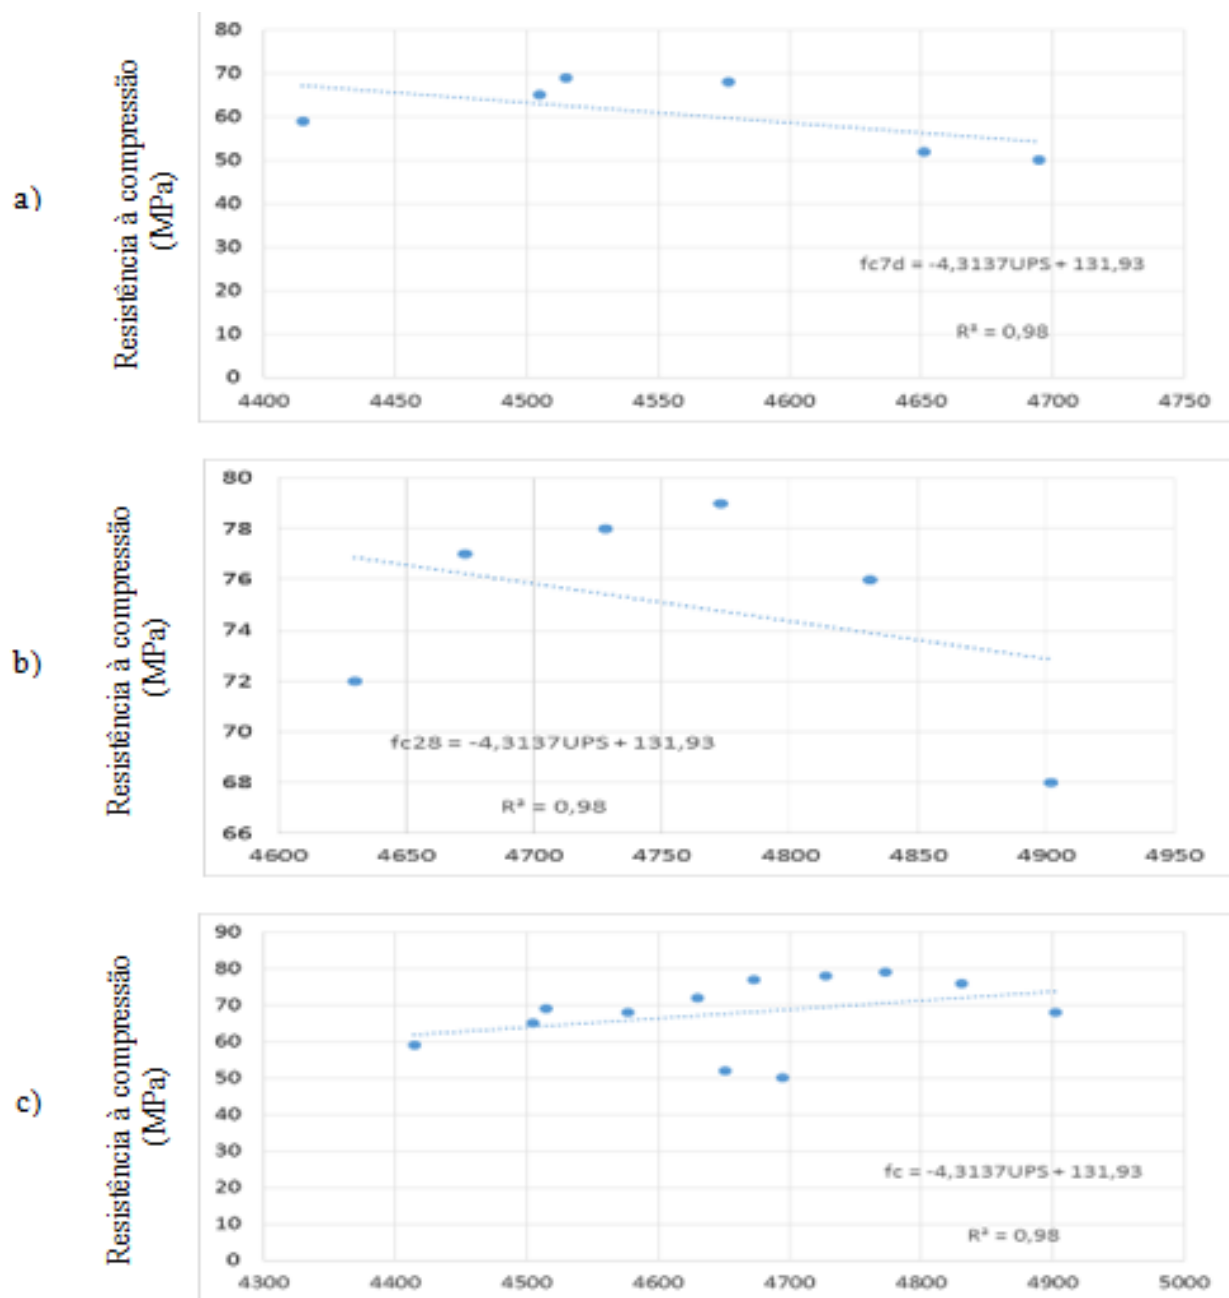 a)
Resistência à compressão
(MPa)
80
70
60
50
40
30
20
10
0
fc7d = -4,3137UPS + 131,93
R² = 0,98
4400 4450 4500 4550 4600 4650 4700 4750
b)
Resistência à compressão
(MPa)
80
78
76
74
72
70
68
66
fc28 = -4,3137UPS + 131,93
R² = 0,98
4600 4650 4700 4750 4800 4850 4900 4950
c)
Resistência à compressão
(MPa)
90
80
70
60
50
40
30
20
10
0
fc = -4,3137UPS + 131,93
R² = 0,98
4300 4400 4500 4600 4700 4800 4900 5000